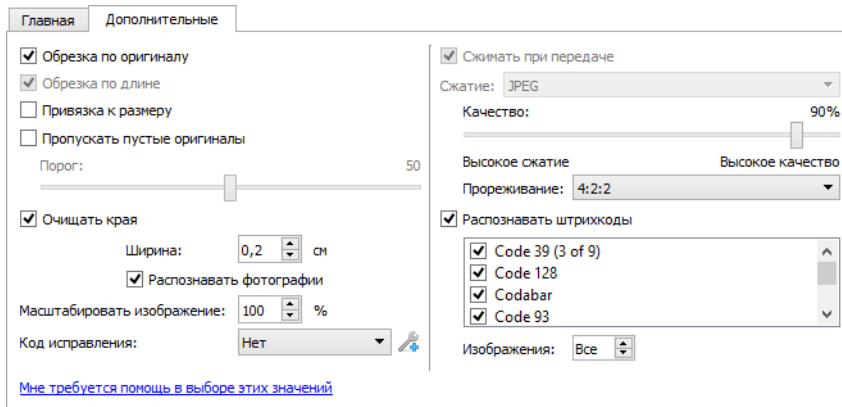 Главная Дополнительные
Обрезка по оригиналу
Обрезка по длине
Привязка к размеру
Пропускать пустые оригиналы
Порог: 50
Очищать края
Ширина: 0,2 см
Распознавать фотографии
Масштабировать изображение: 100 %
Код исправления: Нет
Мне требуется помощь в выборе этих значений
Сжимать при передаче
Сжатие: JPEG
Качество: 90%
Высокое сжатие Высокое качество
Прореживание: 4:2:2
Распознавать штрихкоды
Code 39 (3 of 9)
Code 128
Codabar
Code 93
Изображения: Все